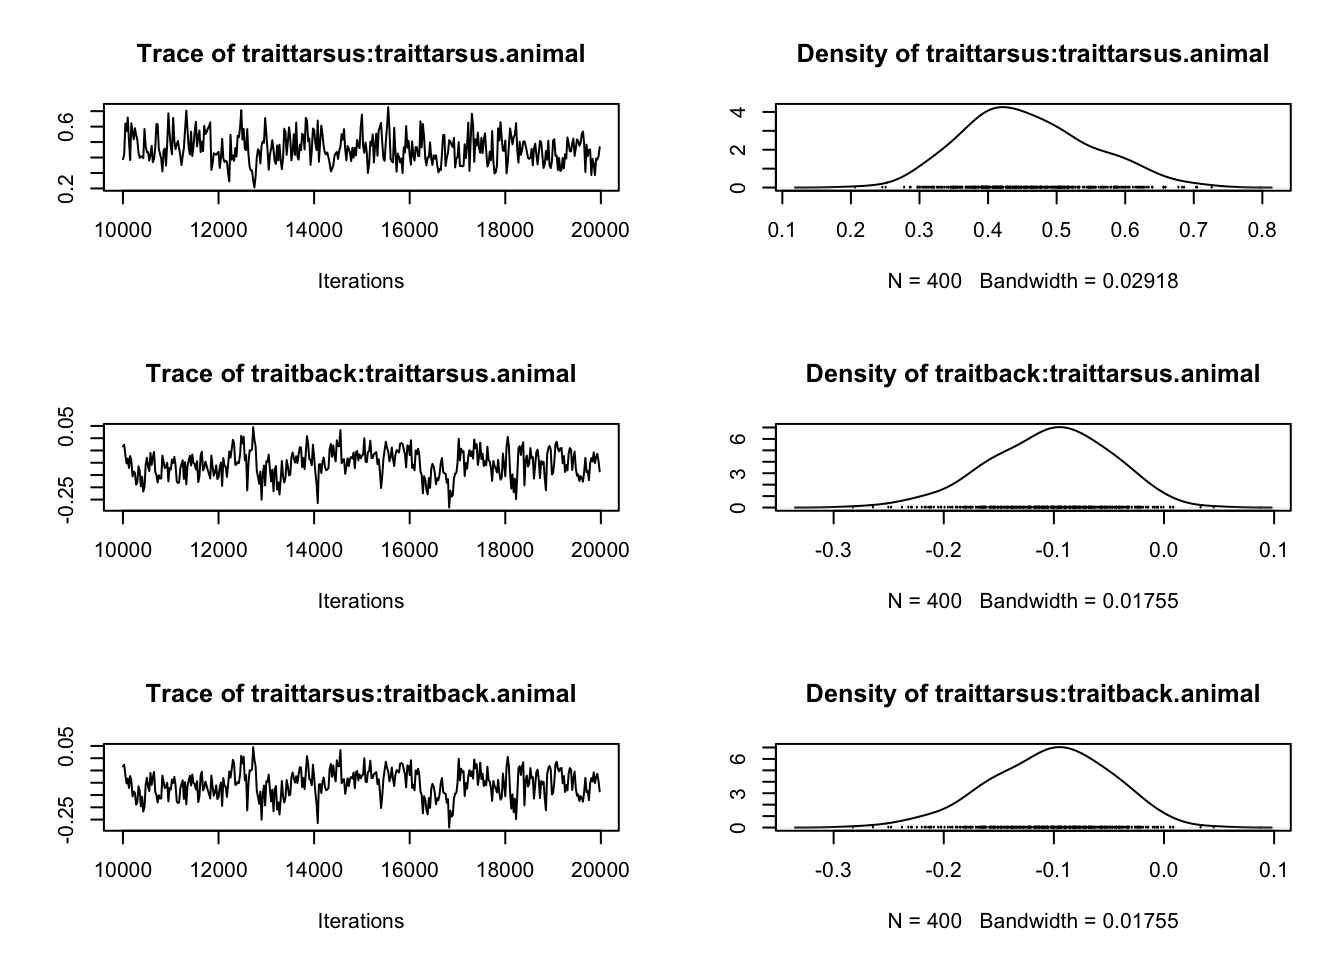 Trace of traittarsus:traittarsus.animal
0.2 0.6
10000 12000 14000 16000 18000 20000
Iterations
Density of traittarsus:traittarsus.animal
0 2 4
0.1 0.2 0.3 0.4 0.5 0.6 0.7 0.8
N = 400 Bandwidth = 0.02918
Trace of traitback:traittarsus.animal
-0.25 0.05
10000 12000 14000 16000 18000 20000
Iterations
Density of traitback:traittarsus.animal
0 3 6
-0.3 -0.2 -0.1 0.0 0.1
N = 400 Bandwidth = 0.01755
Trace of traittarsus:traitback.animal
-0.25 0.05
10000 12000 14000 16000 18000 20000
Iterations
Density of traittarsus:traitback.animal
0 3 6
-0.3 -0.2 -0.1 0.0 0.1
N = 400 Bandwidth = 0.01755